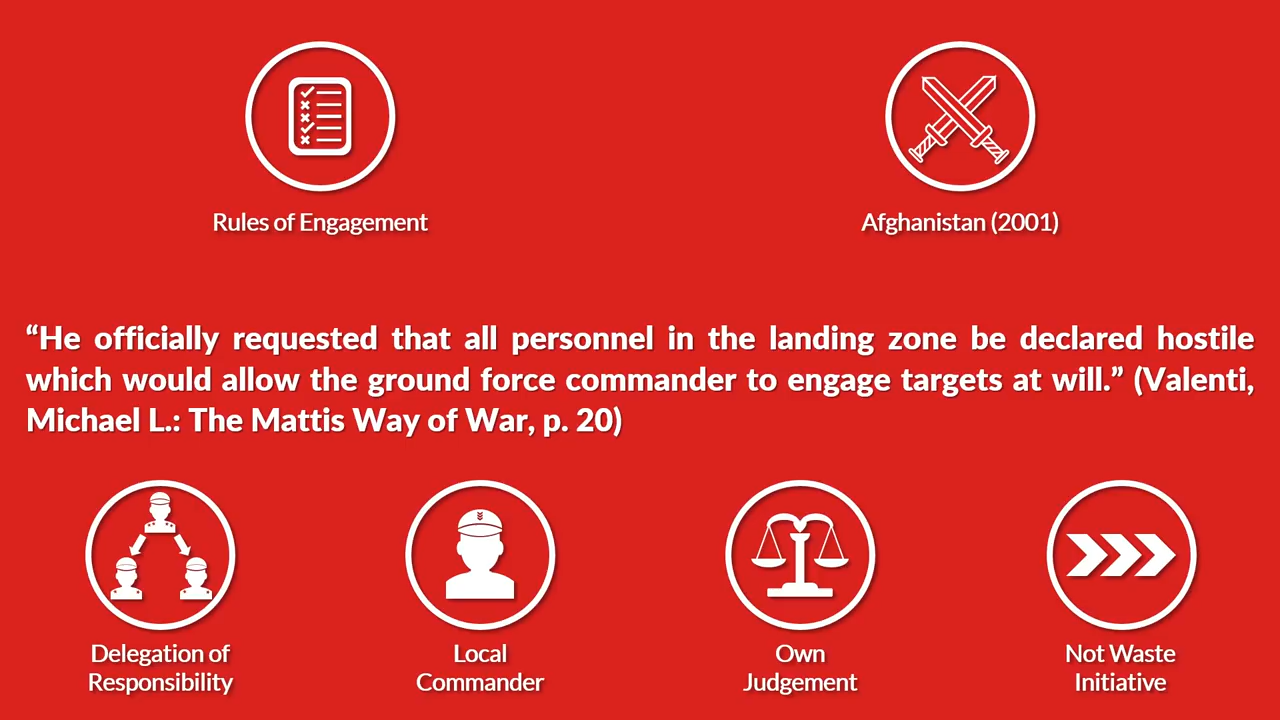 Rules of Engagement
Afghanistan (2001)
“He officially requested that all personnel in the landing zone be declared hostile
which would allow the ground force commander to engage targets at will.” (Valenti,
Michael L.: The Mattis Way of War, p. 20)
Delegation of
Responsibility
Local
Commander
Own
Judgement
Not Waste
Initiative